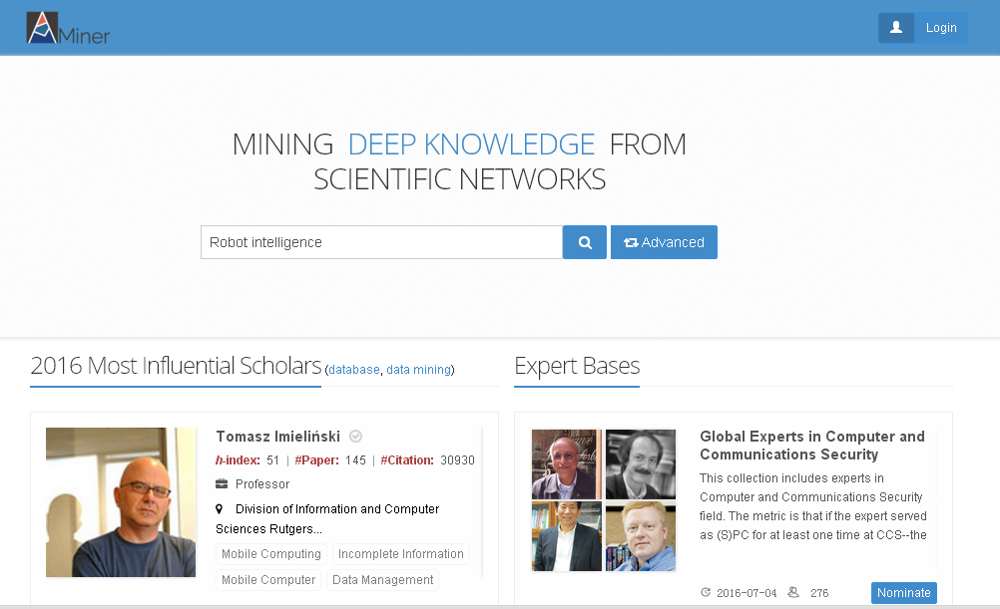 AMiner
Login
MINING DEEP KNOWLEDGE FROM
SCIENTIFIC NETWORKS
Robot intelligence
Advanced
2016 Most Influential Scholars (database, data mining)
Tomasz Imieliński
h-index: 51 | #Paper: 145 | #Citation: 30930
Professor
Division of Information and Computer
Sciences Rutgers...
Mobile Computing Incomplete Information
Mobile Computer Data Management
Expert Bases
Global Experts in Computer and
Communications Security
This collection includes experts in
Computer and Communications Security
field. The metric is that if the expert served
as (S)PC for at least one time at CCS--the
2016-07-04 276 Nominate